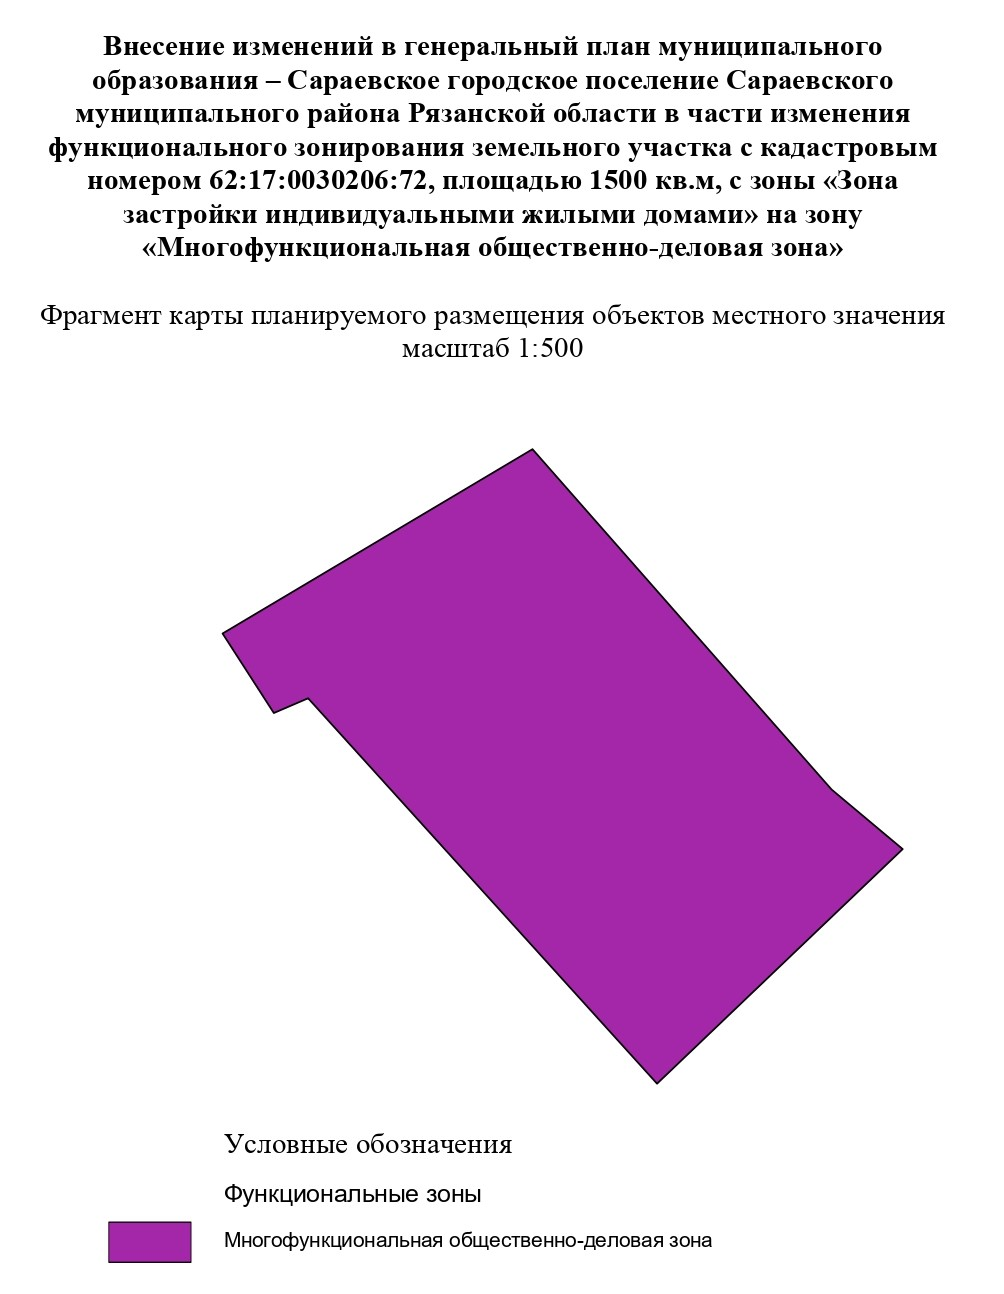 Внесение изменений в генеральный план муниципального
образования – Сараевское городское поселение Сараевского
муниципального района Рязанской области в части изменения
функционального зонирования земельного участка с кадастровым
номером 62:17:0030206:72, площадью 1500 кв.м, с зоны «Зона
застройки индивидуальными жилыми домами» на зону
«Многофункциональная общественно-деловая зона»
Фрагмент карты планируемого размещения объектов местного значения
масштаб 1:500
Условные обозначения
Функциональные зоны
Многофункциональная общественно-деловая зона